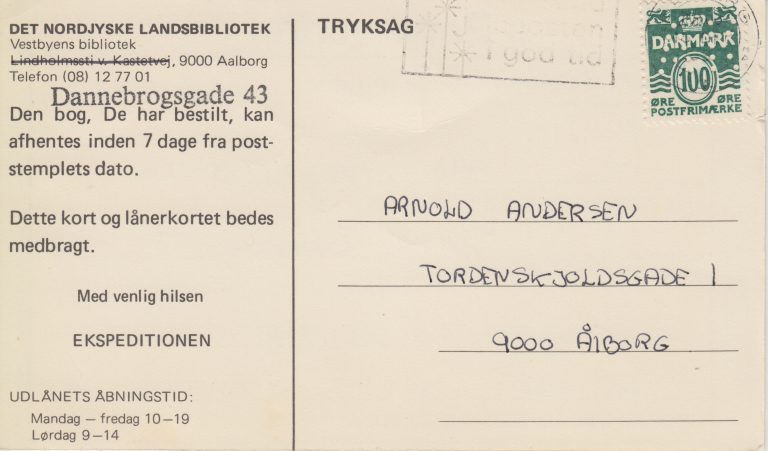 DET NORDJYSKE LANDSBIBLIOTEK
Vestbyens bibliotek
Lindholmssti v. Kastetvej, 9000 Aalborg
Telefon (08) 12 77 01
Dannebrogsgade 43
Den bog, De har bestilt, kan
afhentes inden 7 dage fra post-
stemplets dato.
Dette kort og lånerkortet bedes
medbragt.
Med venlig hilsen
EKSPEDITIONEN
UDLÅNETS ÅBNINGSTID:
Mandag – fredag 10–19
Lørdag 9–14
TRYKSAG
i god tid
DANMARK
100
ØRE ØRE
POSTFRIMÆRKE
ARNOLD ANDERSEN
TORDENSKJOLDSGADE 1
9000 ÅLBORG